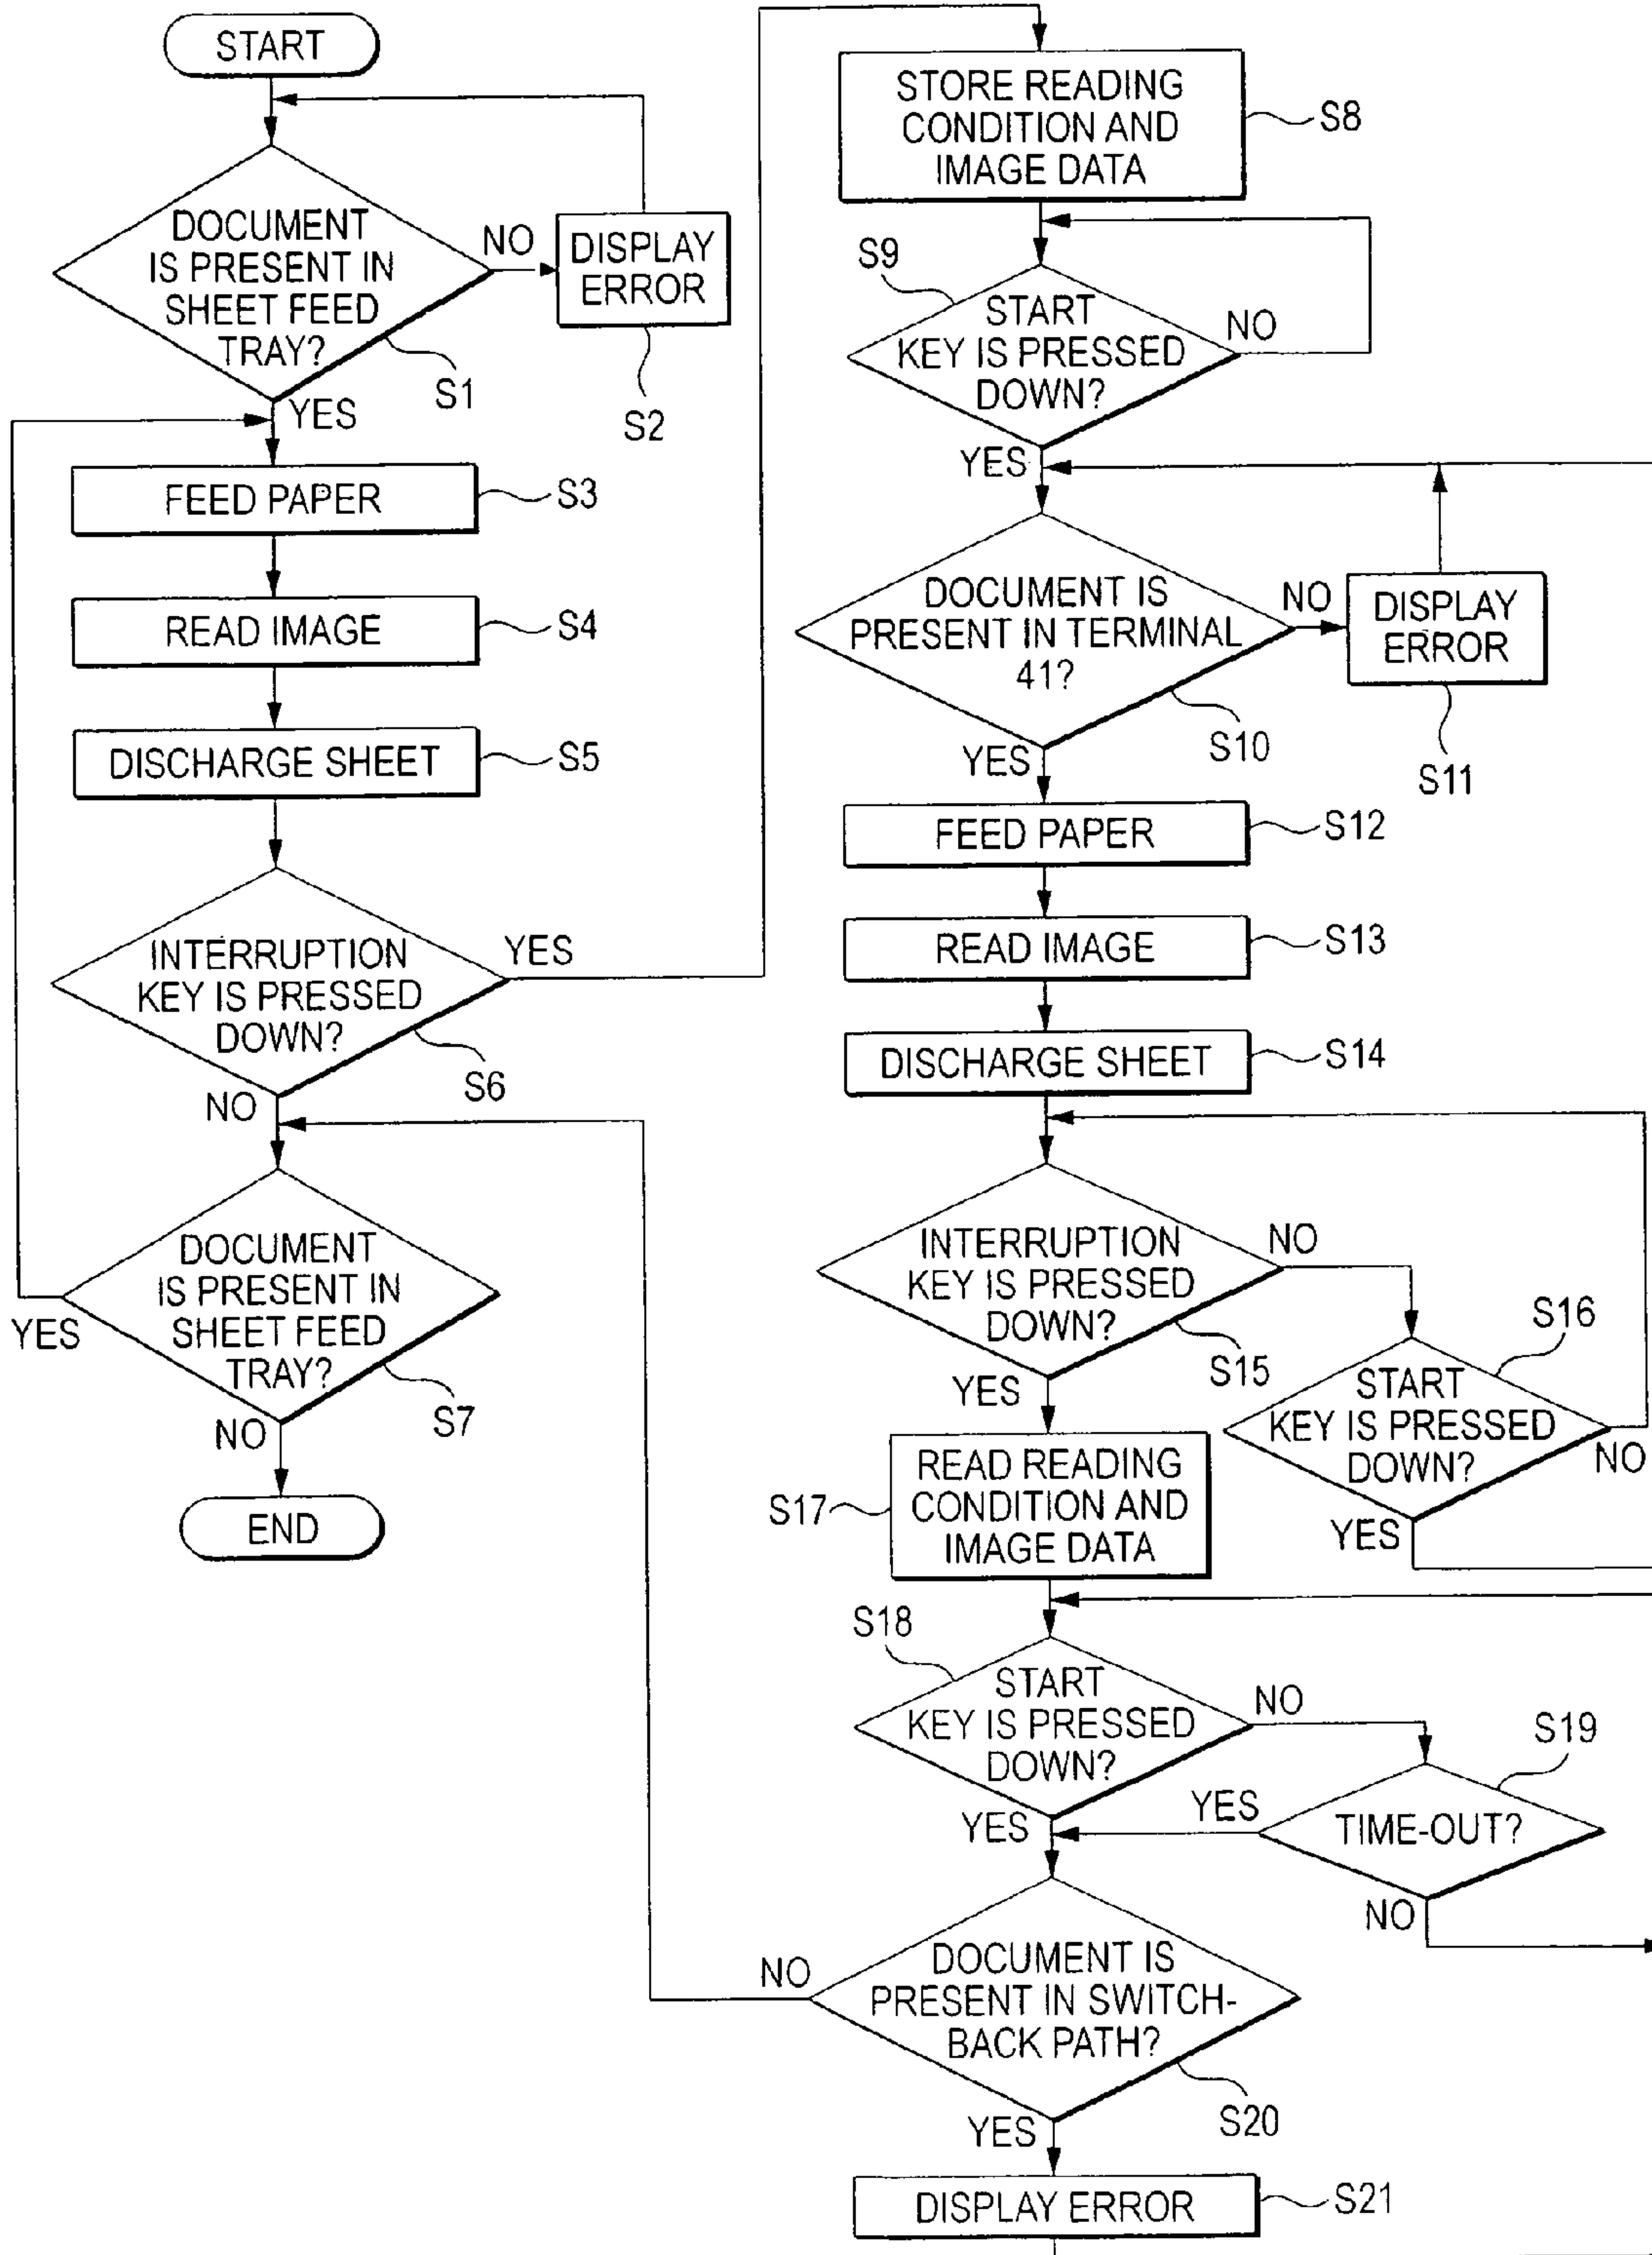 START
DOCUMENT
IS PRESENT IN
SHEET FEED
TRAY?
NO
DISPLAY
ERROR
S1
S2
YES
FEED PAPER
S3
READ IMAGE
S4
DISCHARGE SHEET
S5
INTERRUPTION
KEY IS PRESSED
DOWN?
YES
S6
NO
DOCUMENT
IS PRESENT IN
SHEET FEED
TRAY?
YES
S7
NO
END
STORE READING
CONDITION AND
IMAGE DATA
S8
S9
START
KEY IS PRESSED
DOWN?
NO
YES
DOCUMENT IS
PRESENT IN TERMINAL
41?
NO
DISPLAY
ERROR
S10
S11
YES
FEED PAPER
S12
READ IMAGE
S13
DISCHARGE SHEET
S14
INTERRUPTION
KEY IS PRESSED
DOWN?
NO
S15
YES
S16
START
KEY IS PRESSED
DOWN?
NO
YES
S17
READ READING
CONDITION AND
IMAGE DATA
S18
START
KEY IS PRESSED
DOWN?
NO
YES
S19
TIME-OUT?
YES
NO
DOCUMENT IS
PRESENT IN SWITCH-
BACK PATH?
NO
S20
YES
DISPLAY ERROR
S21